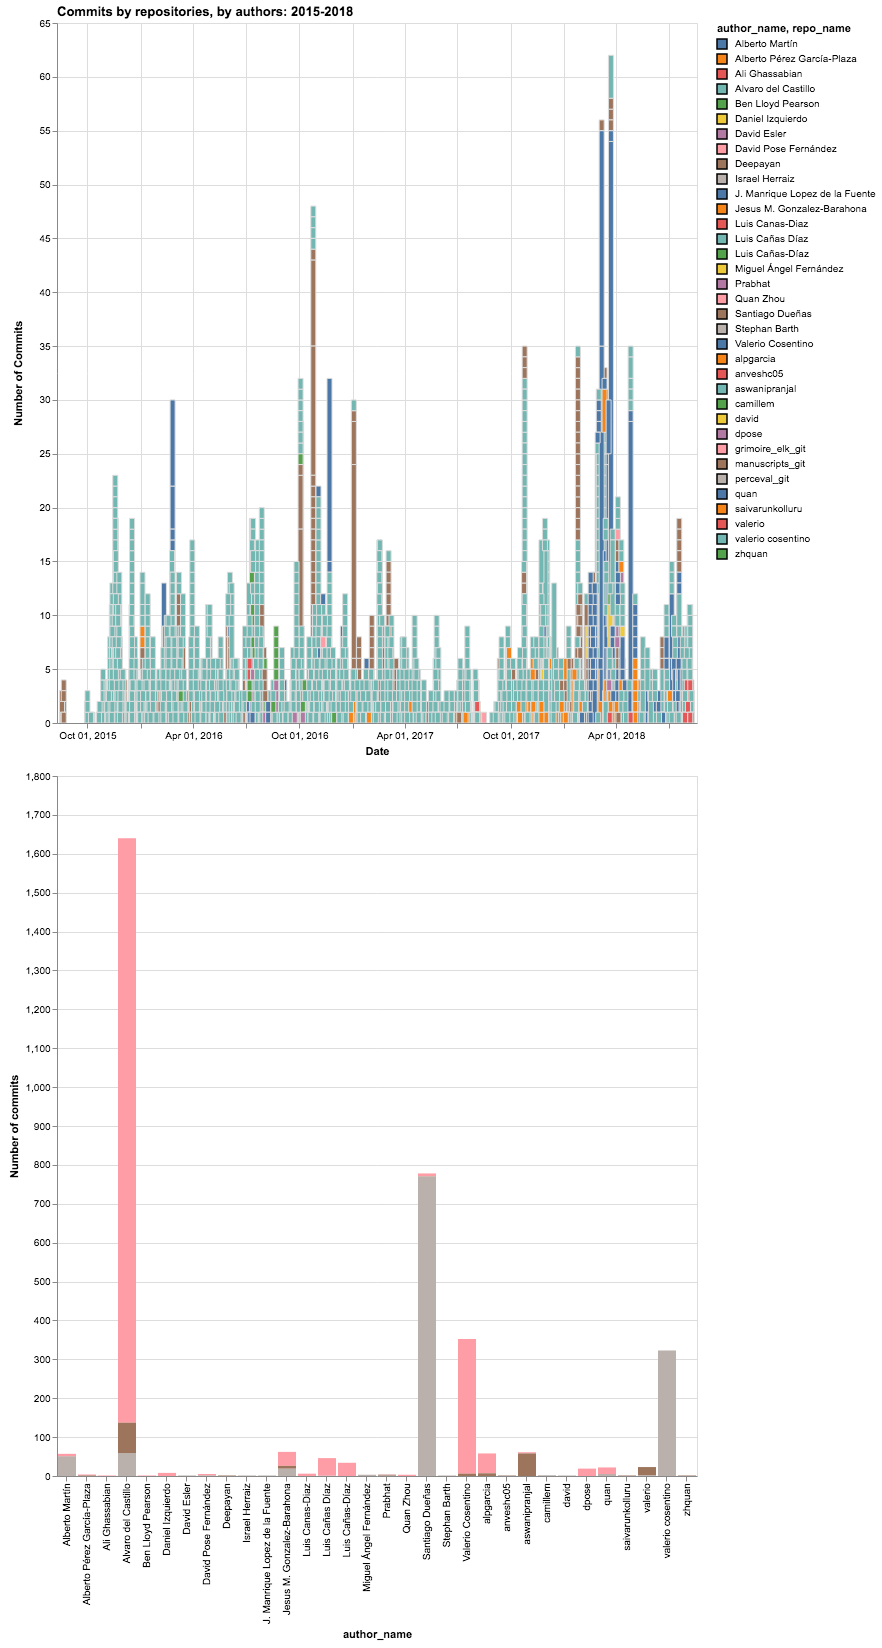 Commits by repositories, by authors: 2015-2018
65
60
55
50
45
40
35
30
25
20
15
10
5
0
Number of Commits
Oct 01, 2015
Apr 01, 2016
Oct 01, 2016
Apr 01, 2017
Oct 01, 2017
Apr 01, 2018
Date
author_name, repo_name
Alberto Martín
Alberto Pérez García-Plaza
Ali Ghassabian
Alvaro del Castillo
Ben Lloyd Pearson
Daniel Izquierdo
David Esler
David Pose Fernández
Deepayan
Israel Herraiz
J. Manrique Lopez de la Fuente
Jesus M. Gonzalez-Barahona
Luis Canas-Diaz
Luis Cañas Díaz
Luis Cañas-Díaz
Miguel Ángel Fernández
Prabhat
Quan Zhou
Santiago Dueñas
Stephan Barth
Valerio Cosentino
alpgarcia
anveshc05
aswanipranjal
camillem
david
dpose
grimoire_elk_git
manuscripts_git
perceval_git
quan
saivarunkolluru
valerio
valerio cosentino
zhquan
1,800
1,700
1,600
1,500
1,400
1,300
1,200
1,100
1,000
900
800
700
600
500
400
300
200
100
0
Number of commits
Alberto Martín
Alberto Pérez García-Plaza
Ali Ghassabian
Alvaro del Castillo
Ben Lloyd Pearson
Daniel Izquierdo
David Esler
David Pose Fernández
Deepayan
Israel Herraiz
J. Manrique Lopez de la Fuente
Jesus M. Gonzalez-Barahona
Luis Canas-Diaz
Luis Cañas Díaz
Luis Cañas-Díaz
Miguel Ángel Fernández
Prabhat
Quan Zhou
Santiago Dueñas
Stephan Barth
Valerio Cosentino
alpgarcia
anveshc05
aswanipranjal
camillem
david
dpose
quan
saivarunkolluru
valerio
valerio cosentino
zhquan
author_name